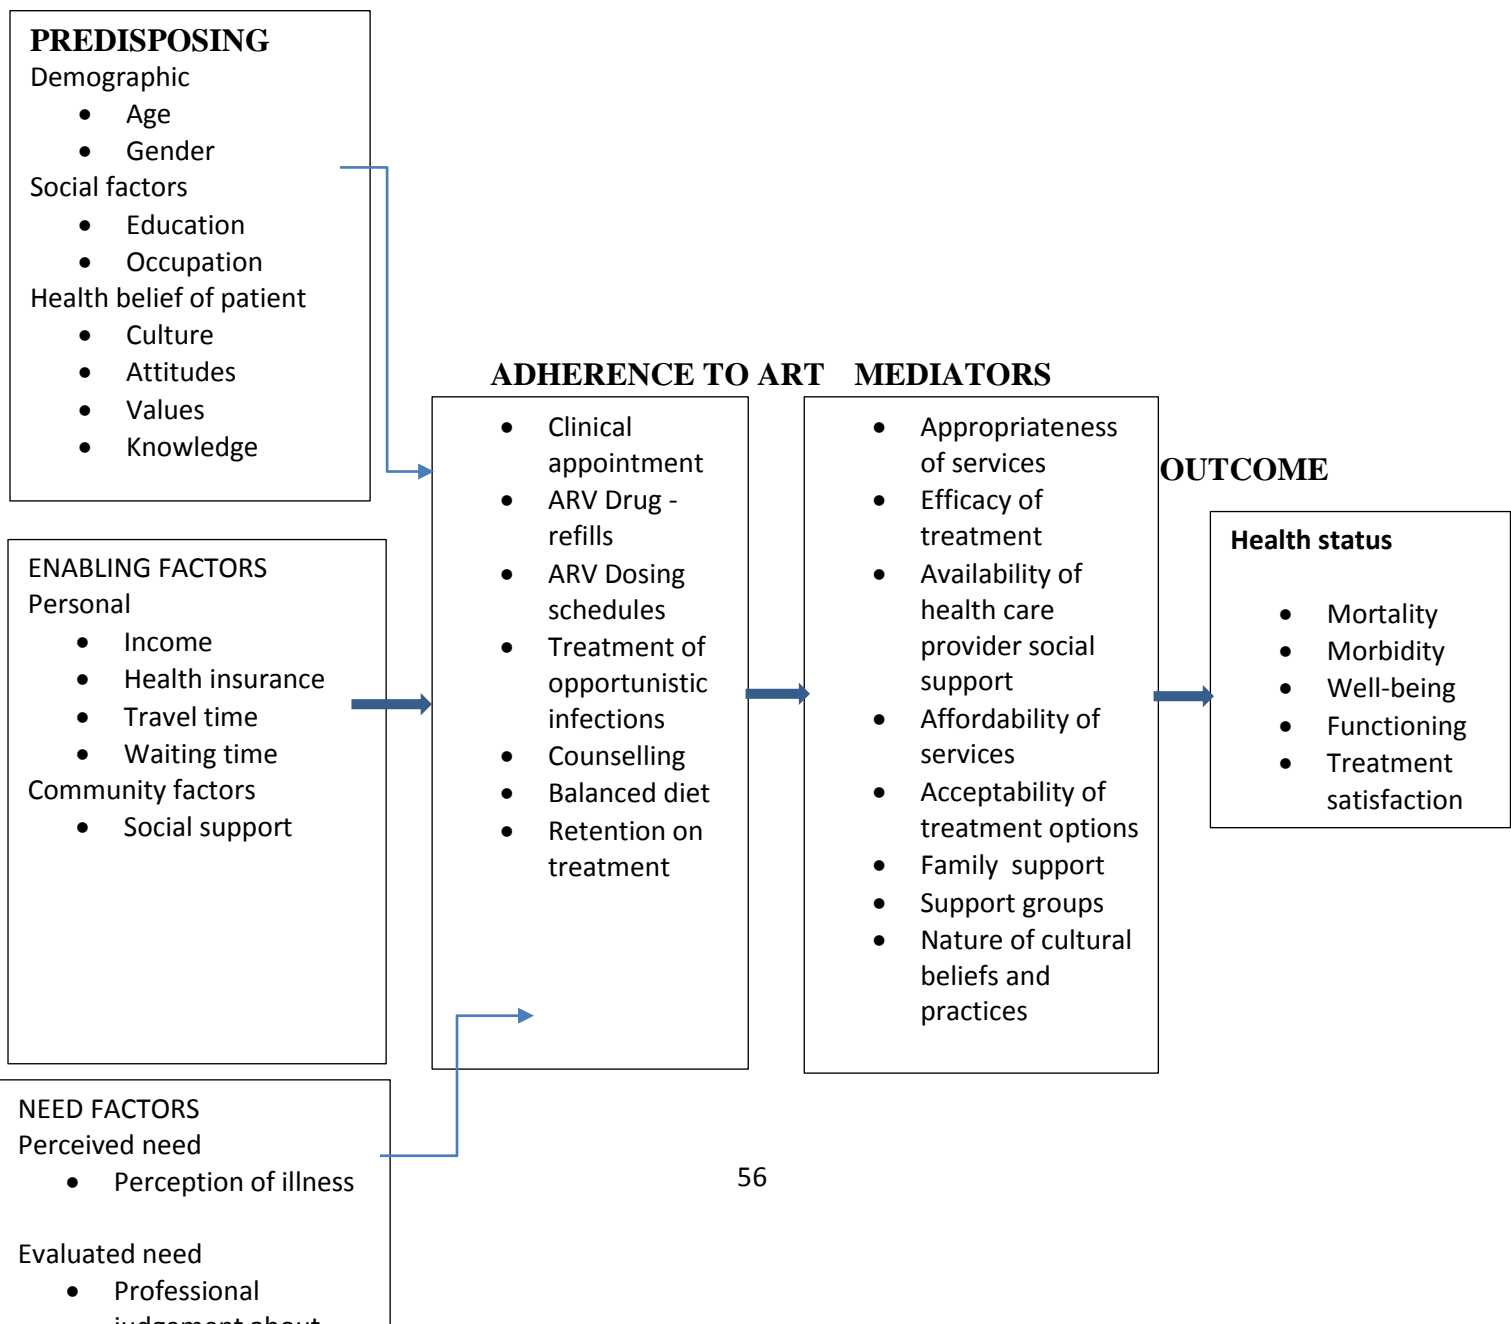 PREDISPOSING
Demographic
• Age
• Gender
Social factors
• Education
• Occupation
Health belief of patient
• Culture
• Attitudes
• Values
• Knowledge
ENABLING FACTORS
Personal
• Income
• Health insurance
• Travel time
• Waiting time
Community factors
• Social support
NEED FACTORS
Perceived need
• Perception of illness
Evaluated need
• Professional
judgement about
ADHERENCE TO ART
• Clinical
appointment
• ARV Drug -
refills
• ARV Dosing
schedules
• Treatment of
opportunistic
infections
• Counselling
• Balanced diet
• Retention on
treatment
MEDIATORS
• Appropriateness
of services
• Efficacy of
treatment
• Availability of
health care
provider social
support
• Affordability of
services
• Acceptability of
treatment options
• Family support
• Support groups
• Nature of cultural
beliefs and
practices
OUTCOME
Health status
• Mortality
• Morbidity
• Well-being
• Functioning
• Treatment
satisfaction
56